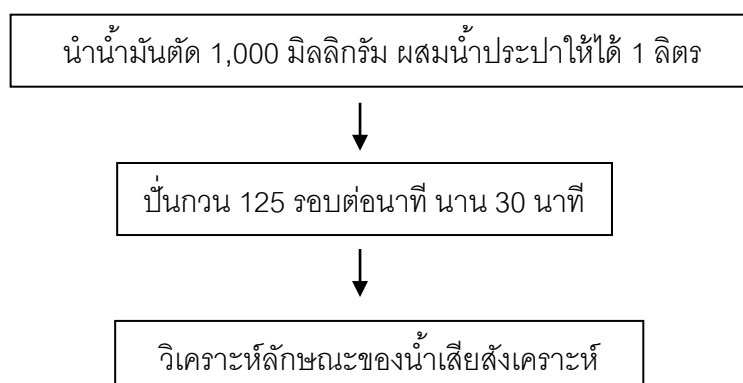 นำน้ำมันตัด 1,000 มิลลิกรัม ผสมน้ำประปาให้ได้ 1 ลิตร
ปั่นกวน 125 รอบต่อนาที นาน 30 นาที
วิเคราะห์ลักษณะของน้ำเสียสังเคราะห์